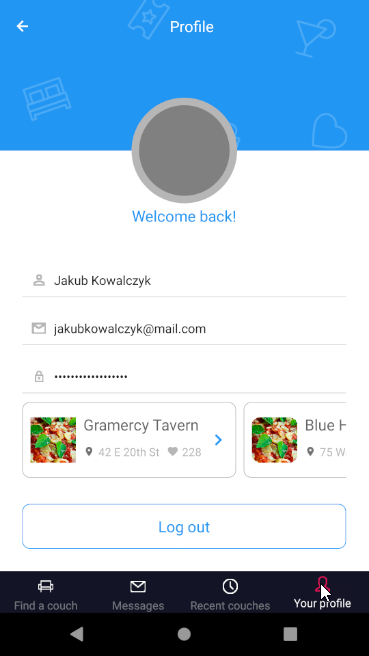 Profile
Welcome back!
Jakub Kowalczyk
jakubkowalczyk@mail.com
••••••••••••••••••
Gramercy Tavern
42 E 20th St 228
Blue H
75 W
Log out
Find a couch
Messages
Recent couches
Your profile